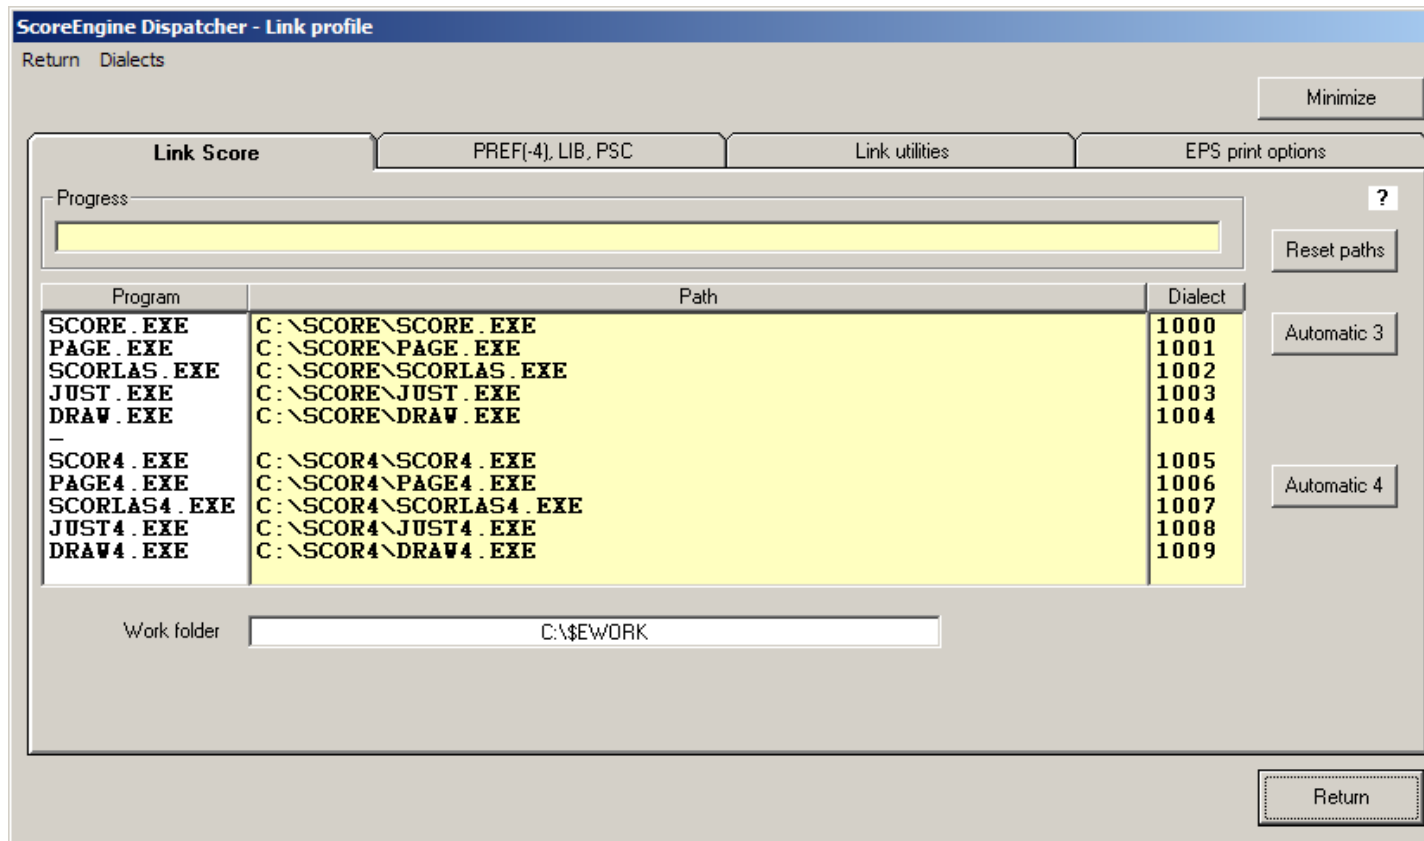 ScoreEngine Dispatcher - Link profile
Return Dialects
Minimize
Link Score PREF(-4), LIB, PSC Link utilities EPS print options
Progress
?
Reset paths
Program Path Dialect
SCORE.EXE C:\SCORE\SCORE.EXE 1000
PAGE.EXE C:\SCORE\PAGE.EXE 1001
SCORLAS.EXE C:\SCORE\SCORLAS.EXE 1002
JUST.EXE C:\SCORE\JUST.EXE 1003
DRAW.EXE C:\SCORE\DRAW.EXE 1004
Automatic 3
_
SCOR4.EXE C:\SCOR4\SCOR4.EXE 1005
PAGE4.EXE C:\SCOR4\PAGE4.EXE 1006
SCORLAS4.EXE C:\SCOR4\SCORLAS4.EXE 1007
JUST4.EXE C:\SCOR4\JUST4.EXE 1008
DRAW4.EXE C:\SCOR4\DRAW4.EXE 1009
Automatic 4
Work folder C:\$EWORK
Return